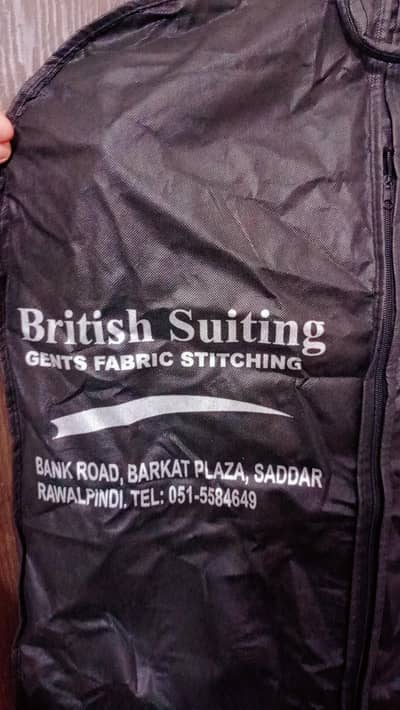 British Suiting
GENTS FABRIC STITCHING
BANK ROAD, BARKAT PLAZA, SADDAR
RAWALPINDI. TEL: 051-5584649